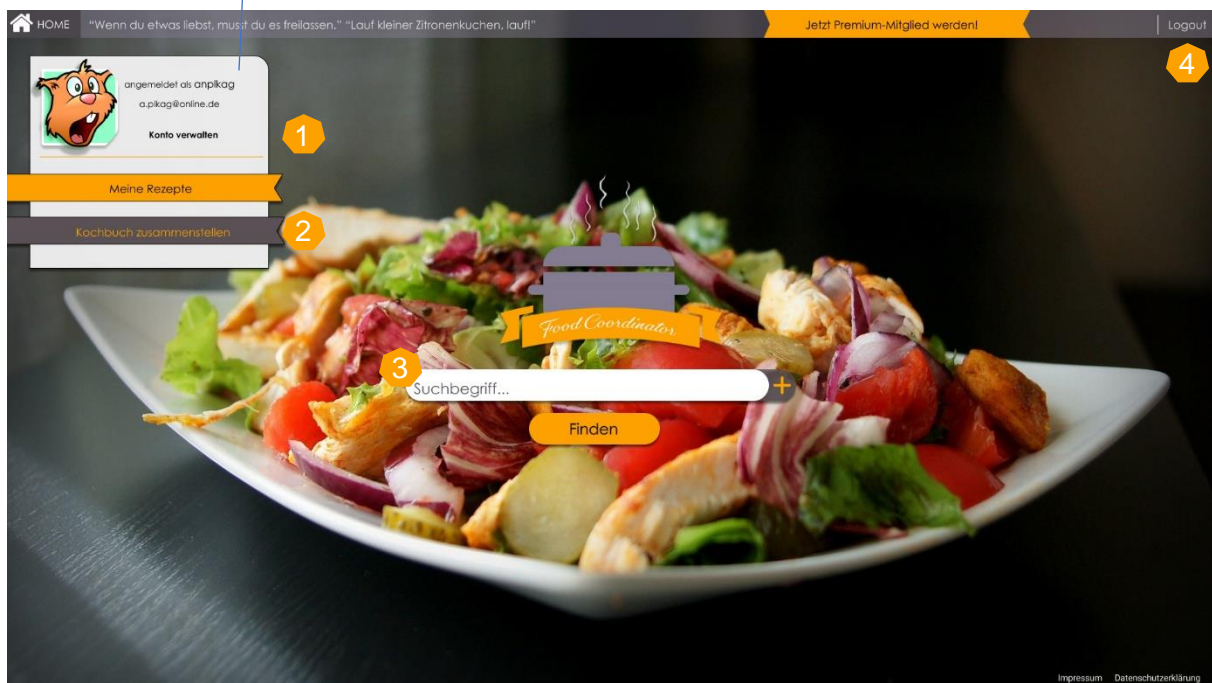 HOME "Wenn du etwas liebst, musst du es freilassen." "Lauf kleiner Zitronenkuchen, lauf!" Jetzt Premium-Mitglied werden! Logout
4
angemeldet als anpikag
a.pikag@online.de
Konto verwalten
1
Meine Rezepte
Kochbuch zusammenstellen
2
Food Coordinator
3
Suchbegriff...
+
Finden
Impressum Datenschutzerklärung